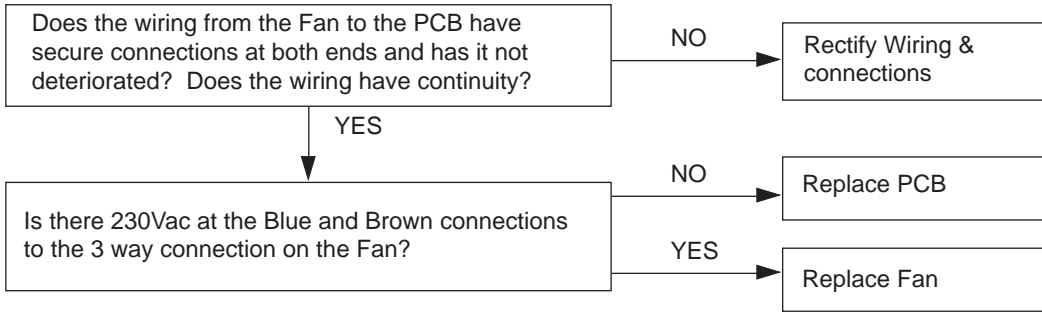 Does the wiring from the Fan to the PCB have
secure connections at both ends and has it not
deteriorated? Does the wiring have continuity?
NO
Rectify Wiring &
connections
YES
Is there 230Vac at the Blue and Brown connections
to the 3 way connection on the Fan?
NO
Replace PCB
YES
Replace Fan